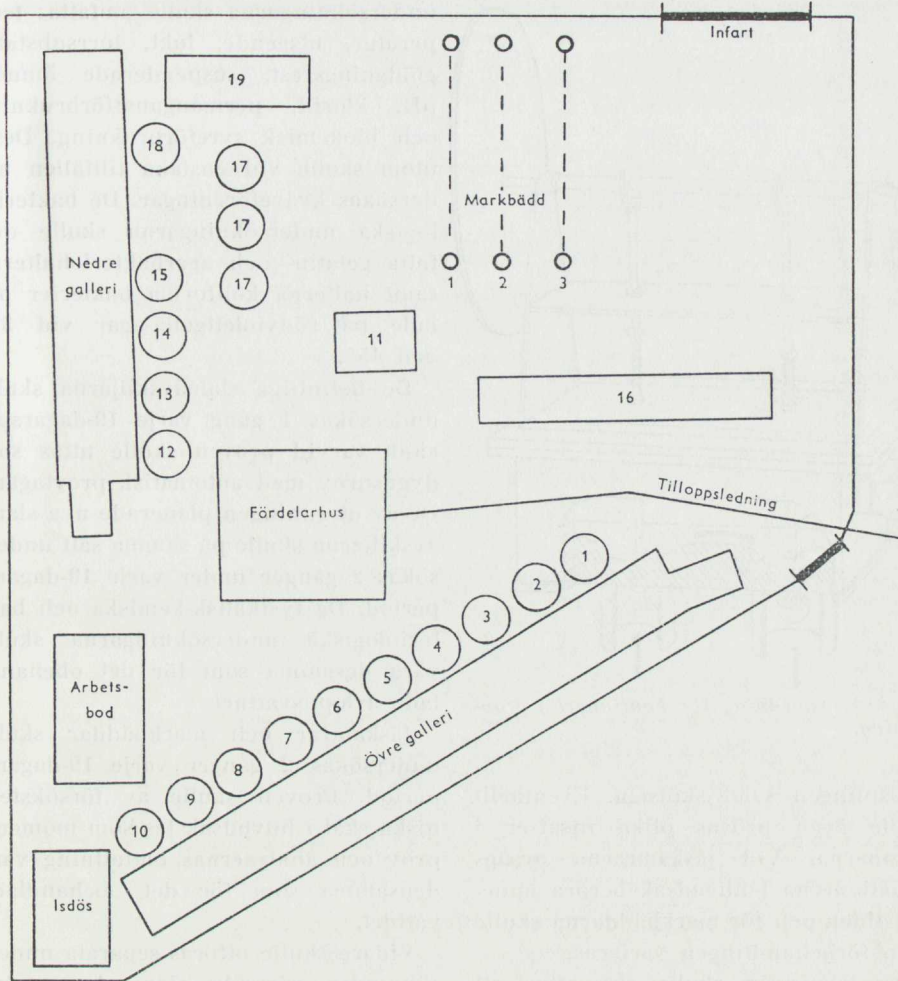 Infart
19
18
17
17
Markbädd
Nedre
galleri
15
17
1
2
3
14
11
13
16
12
Tilloppsledning
Fördelarhus
1
2
3
4
Arbets-
bod
5
6
Övre galleri
7
8
9
10
Isdös